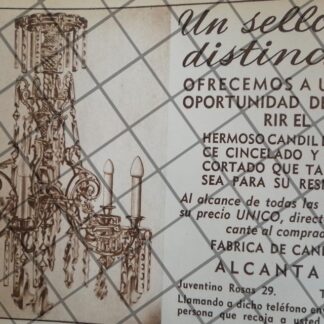 Un sello
distinc
OFRECEMOS A U
OPORTUNIDAD DE
RIR EL
HERMOSO CANDIL
CE CINCELADO Y
CORTADO QUE TA
SEA PARA SU RES
Al alcance de todas las
su precio UNICO, direct
cante al comprad
FABRICA DE CAN
ALCANTA
Juventino Rosas 29. T
Llamando a dicho teléfono en
persona que recoja a usted